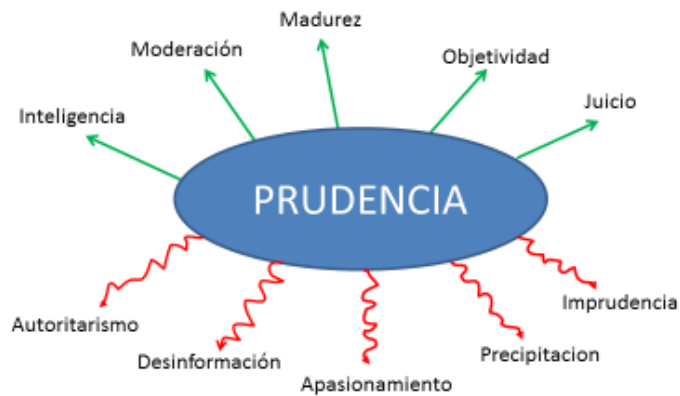 Madurez
Moderación
Objetividad
Juicio
Inteligencia
PRUDENCIA
Imprudencia
Autoritarismo
Precipitacion
Desinformación
Apasionamiento